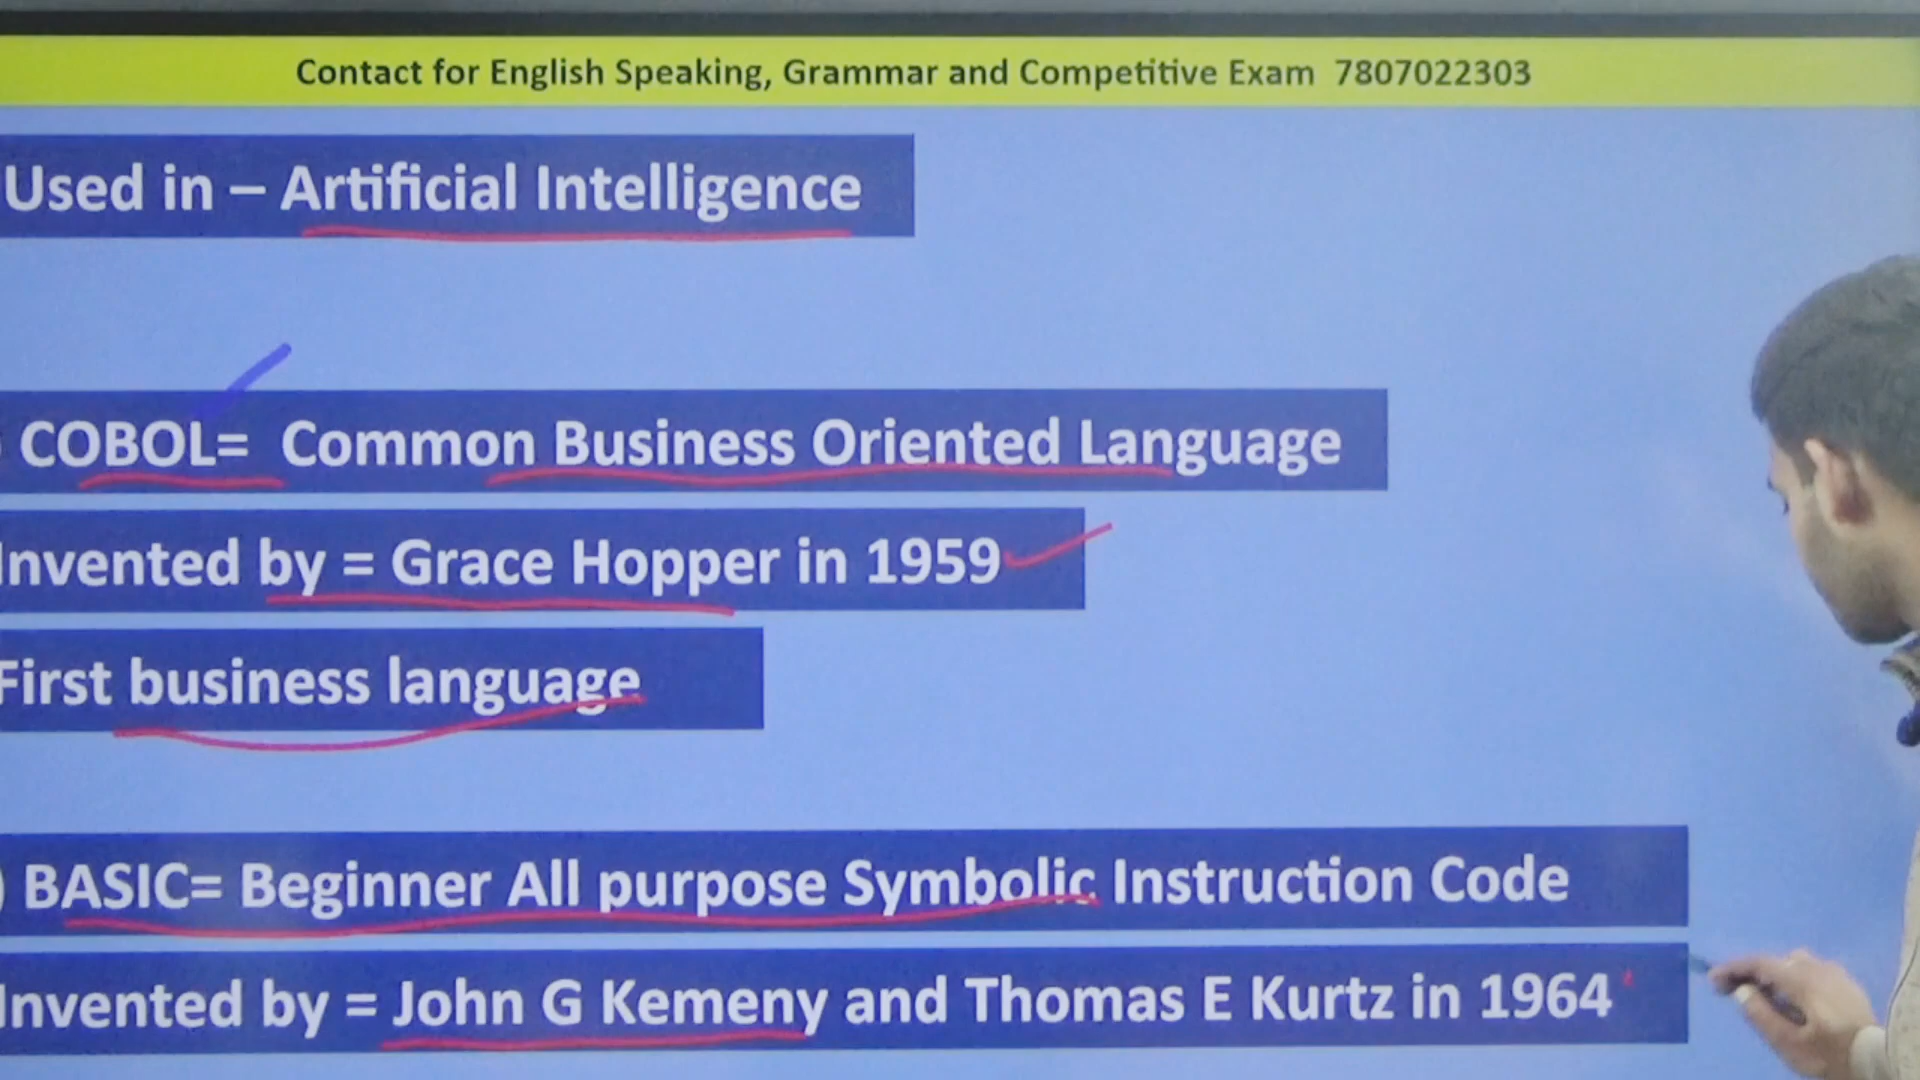 Contact for English Speaking, Grammar and Competitive Exam 7807022303
Used in – Artificial Intelligence
COBOL= Common Business Oriented Language
Invented by = Grace Hopper in 1959
First business language
) BASIC= Beginner All purpose Symbolic Instruction Code
Invented by = John G Kemeny and Thomas E Kurtz in 1964